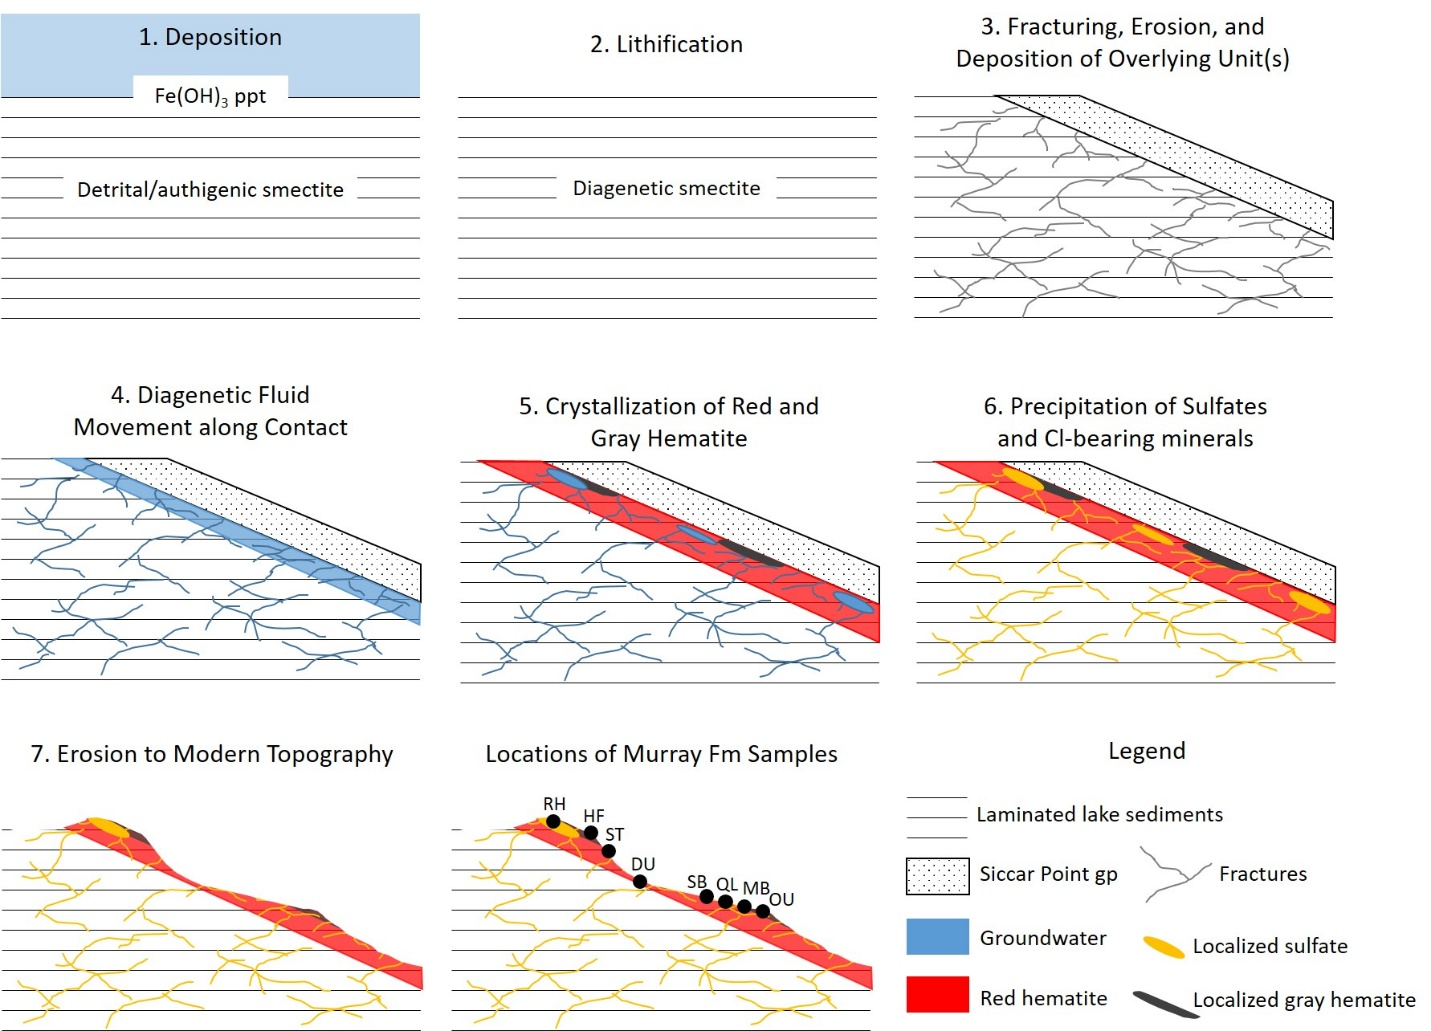 1. Deposition
Fe(OH)₃ ppt
Detrital/authigenic smectite
2. Lithification
Diagenetic smectite
3. Fracturing, Erosion, and
Deposition of Overlying Unit(s)
4. Diagenetic Fluid
Movement along Contact
5. Crystallization of Red and
Gray Hematite
6. Precipitation of Sulfates
and Cl-bearing minerals
7. Erosion to Modern Topography
Locations of Murray Fm Samples
RH
HF
ST
DU
SB
QL
MB
OU
Legend
Laminated lake sediments
Siccar Point gp
Fractures
Groundwater
Localized sulfate
Red hematite
Localized gray hematite